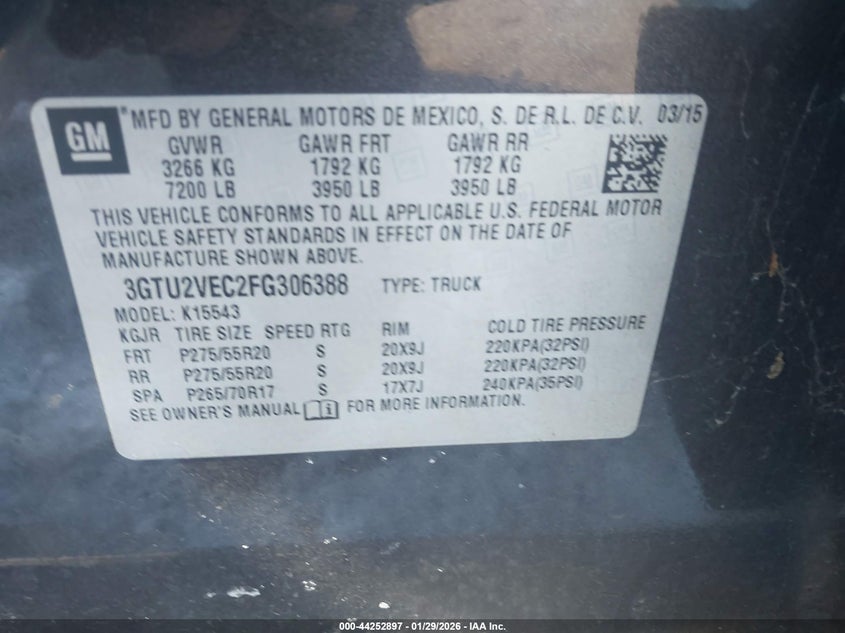 GM
*MFD BY GENERAL MOTORS DE MEXICO, S. DE R.L. DE C.V. 03/15
GVWR GAWR FRT GAWR RR
3266 KG 1792 KG 1792 KG
7200 LB 3950 LB 3950 LB
THIS VEHICLE CONFORMS TO ALL APPLICABLE U.S. FEDERAL MOTOR
VEHICLE SAFETY STANDARDS IN EFFECT ON THE DATE OF
MANUFACTURE SHOWN ABOVE.
3GTU2VEC2FG306388 TYPE: TRUCK
MODEL: K15543
KGJR TIRE SIZE SPEED RTG RIM COLD TIRE PRESSURE
FRT P275/55R20 S 20X9J 220KPA(32PSI)
RR P275/55R20 S 20X9J 220KPA(32PSI)
SPA P265/70R17 S 17X7J 240KPA(35PSI)
SEE OWNER'S MANUAL FOR MORE INFORMATION.
000-44252897 - 01/29/2026 - IAA Inc.